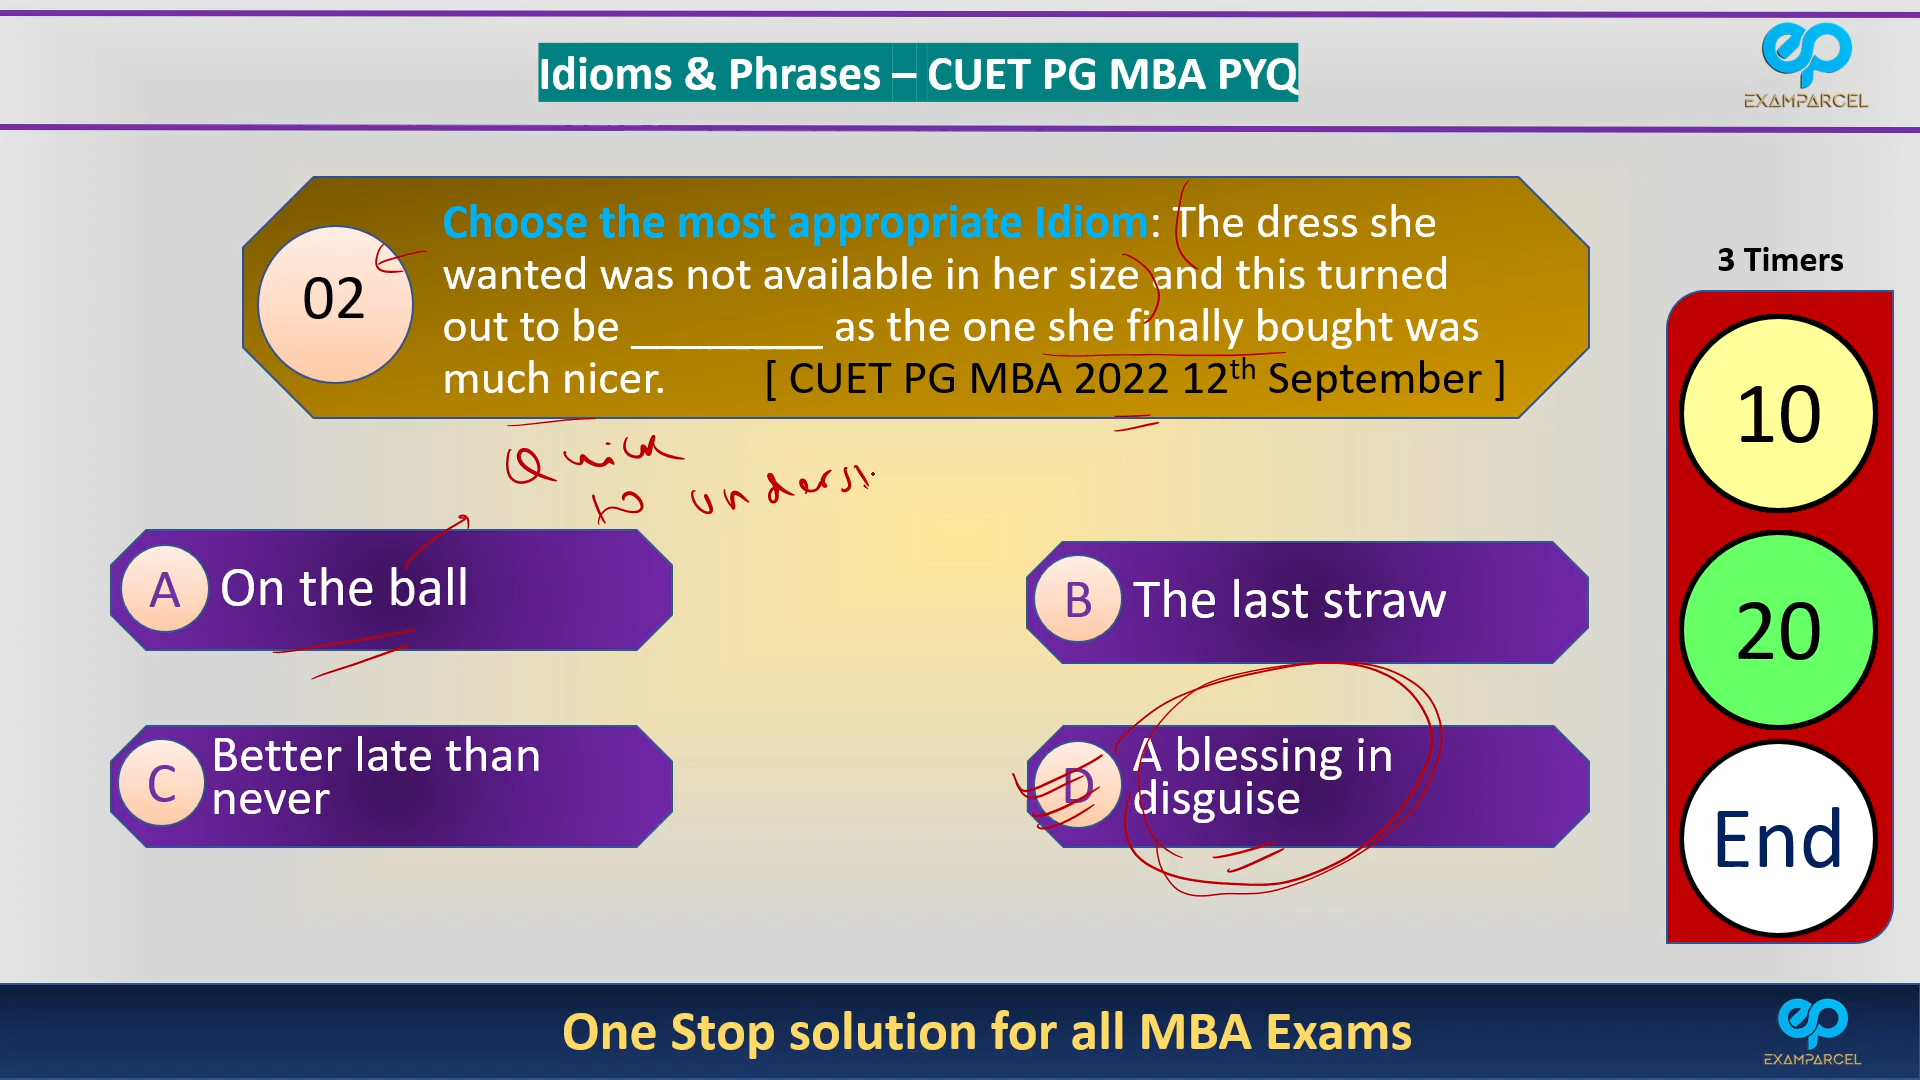 Idioms & Phrases – CUET PG MBA PYQ
EXAMPARCEL
02
Choose the most appropriate Idiom: The dress she
wanted was not available in her size and this turned
out to be ________ as the one she finally bought was
much nicer. [ CUET PG MBA 2022 12th September ]
3 Timers
10
20
End
Quick
to unders
A On the ball
B The last straw
C Better late than
never
D A blessing in
disguise
One Stop solution for all MBA Exams
EXAMPARCEL